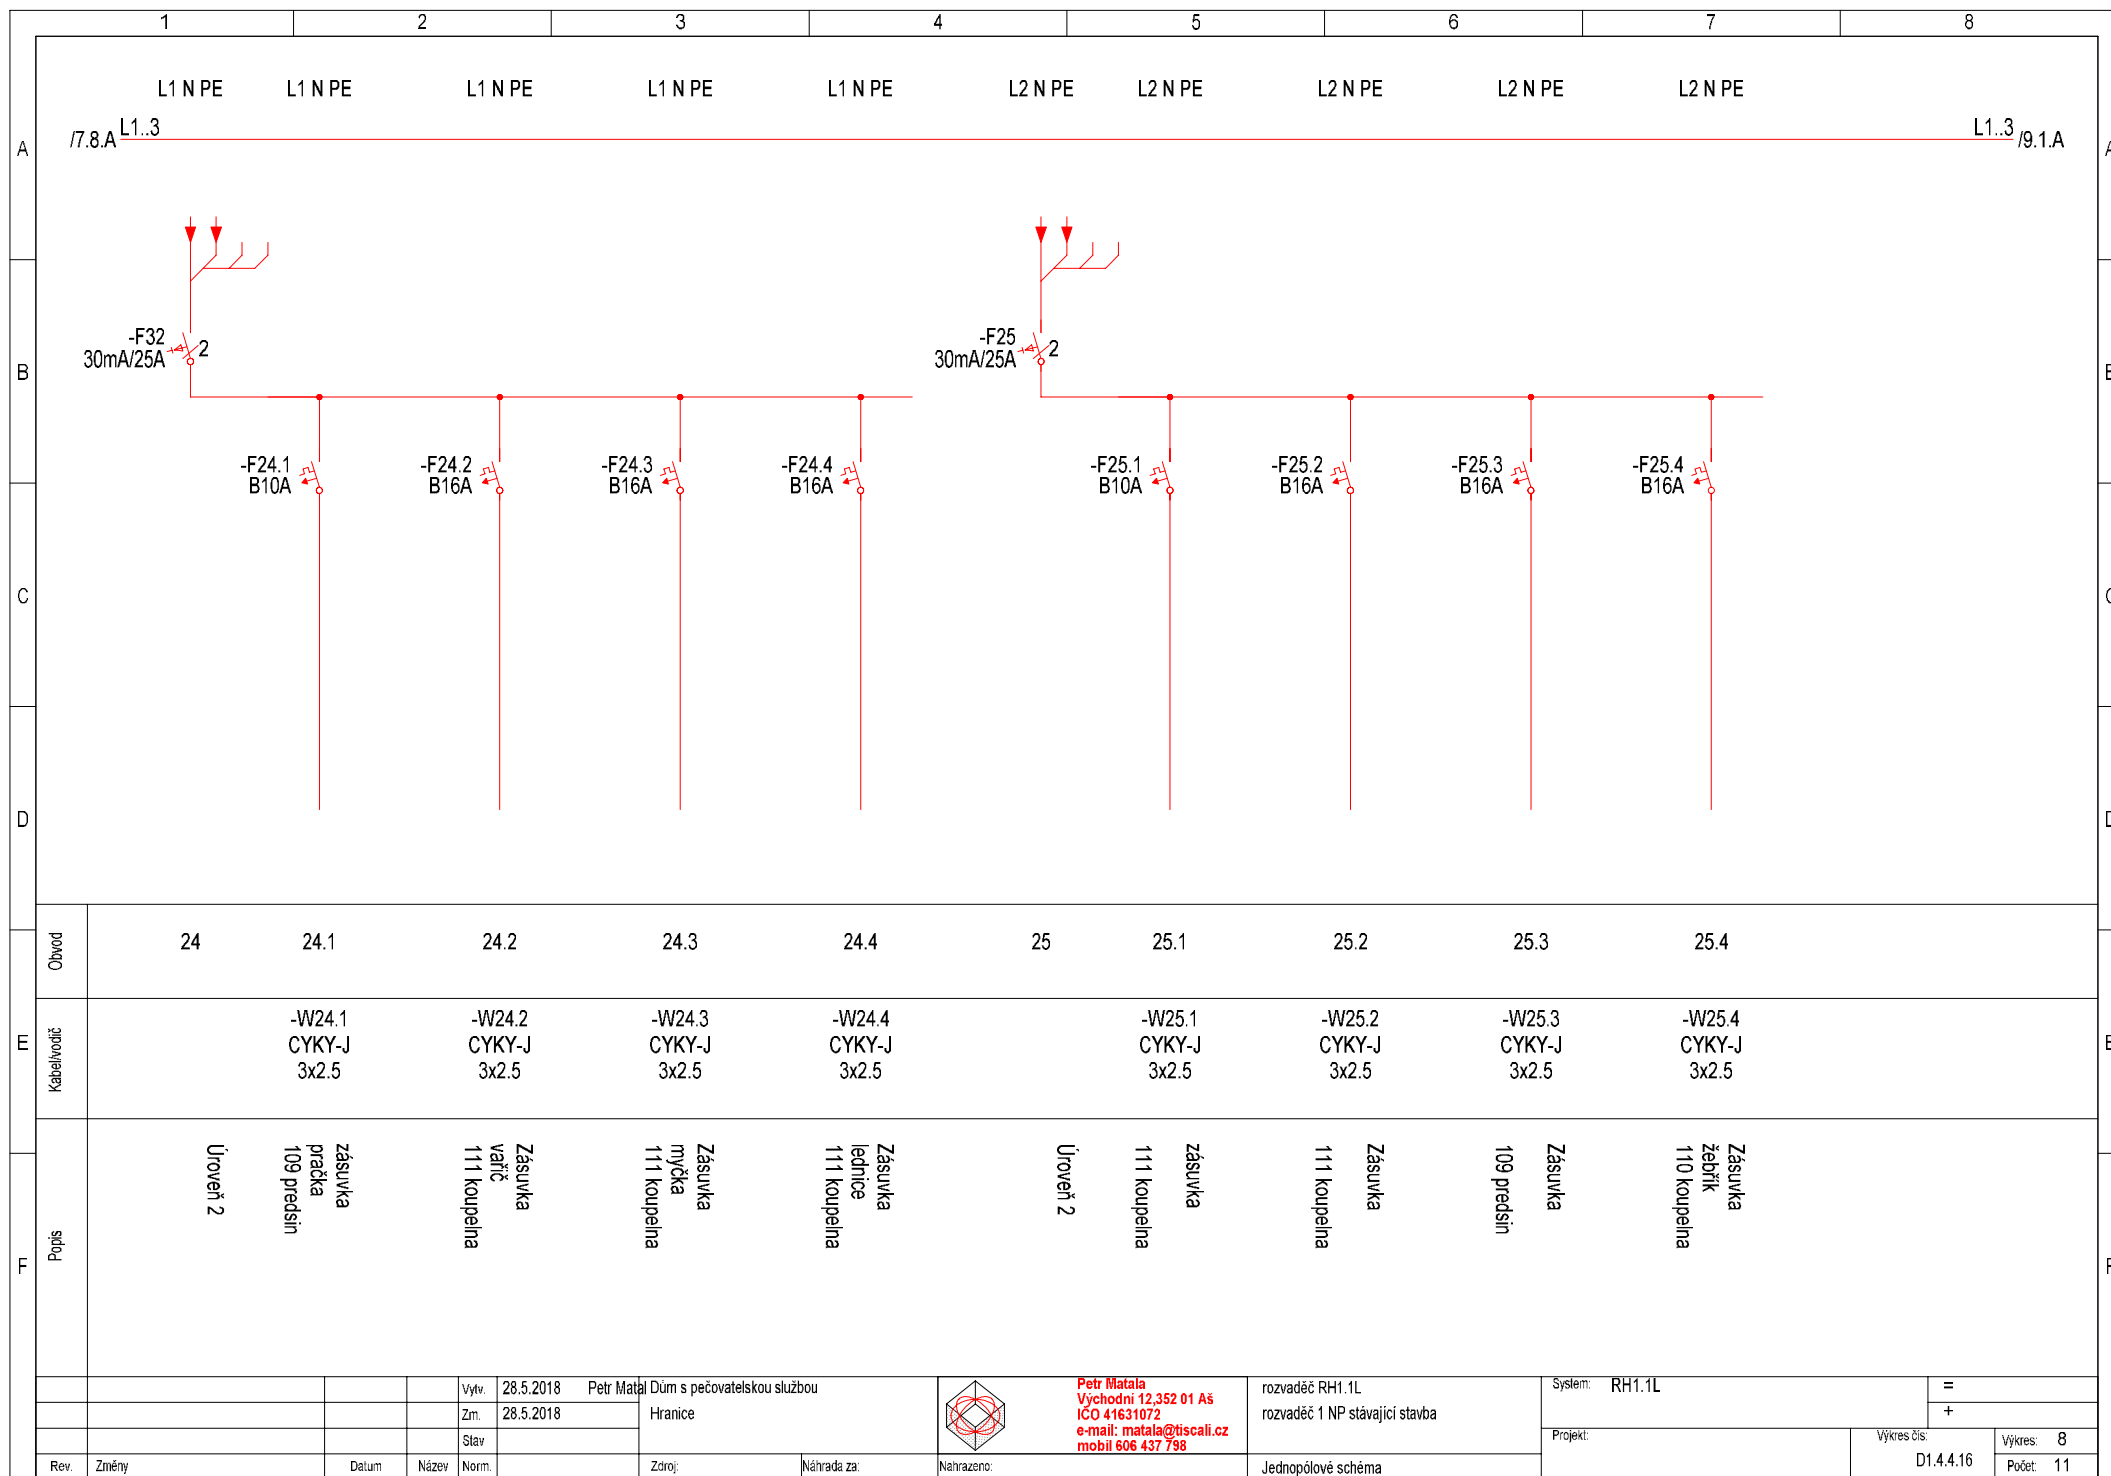 1 2 3 4 5 6 7 8
L1 N PE L1 N PE L1 N PE L1 N PE L1 N PE L2 N PE L2 N PE L2 N PE L2 N PE L2 N PE
/7.8.A L1..3 L1..3 /9.1.A
A
-F32
30mA/25A
2
-F25
30mA/25A
2
B
-F24.1
B10A
-F24.2
B16A
-F24.3
B16A
-F24.4
B16A
-F25.1
B10A
-F25.2
B16A
-F25.3
B16A
-F25.4
B16A
C
D
Obvod
24 24.1 24.2 24.3 24.4 25 25.1 25.2 25.3 25.4
E
Kabel/vodič
-W24.1
CYKY-J
3x2.5
-W24.2
CYKY-J
3x2.5
-W24.3
CYKY-J
3x2.5
-W24.4
CYKY-J
3x2.5
-W25.1
CYKY-J
3x2.5
-W25.2
CYKY-J
3x2.5
-W25.3
CYKY-J
3x2.5
-W25.4
CYKY-J
3x2.5
F
Popis
Úroveň 2
zásuvka
pračka
109 predsin
Zásuvka
vařič
111 koupelna
Zásuvka
myčka
111 koupelna
Zásuvka
lednice
111 koupelna
Úroveň 2
zásuvka
111 koupelna
Zásuvka
111 koupelna
Zásuvka
109 predsin
Zásuvka
žebřík
110 koupelna
Vytv. 28.5.2018 Petr Matal
Zm. 28.5.2018
Stav
Rev. Změny Datum Název Norm.
Dům s pečovatelskou službou
Hranice
Zdroj: Náhrada za: Nahrazeno:
Petr Matala
Východní 12,352 01 Aš
IČO 41631072
e-mail: matala@tiscali.cz
mobil 606 437 798
rozvaděč RH1.1L
rozvaděč 1 NP stávající stavba
Jednopólové schéma
System: RH1.1L
=
+
Projekt:
Výkres čís:
D1.4.4.16
Výkres: 8
Počet: 11